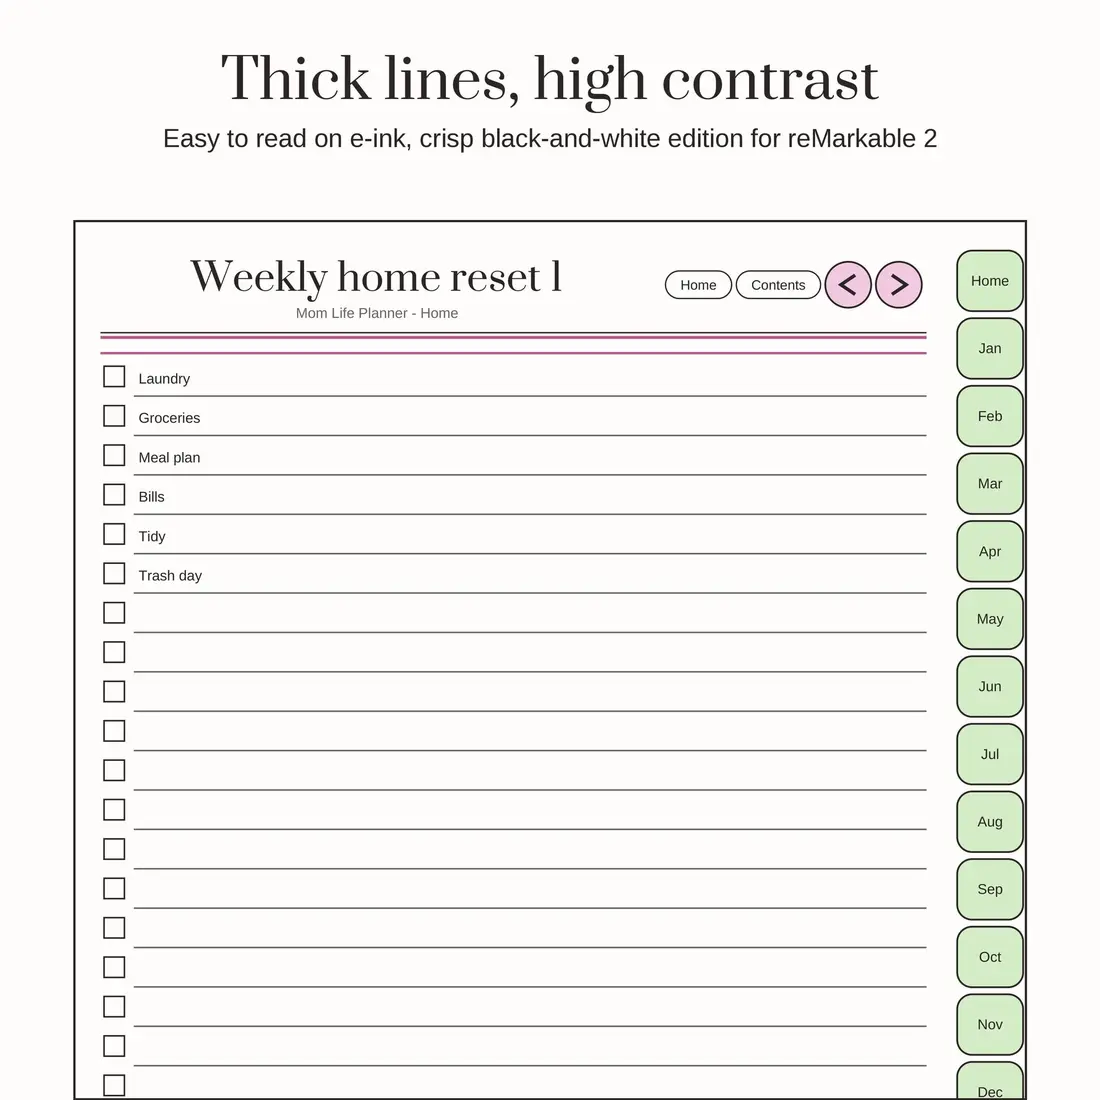 Thick lines, high contrast
Easy to read on e-ink, crisp black-and-white edition for reMarkable 2
Weekly home reset 1
Mom Life Planner - Home
Home
Contents
<
>
Laundry
Groceries
Meal plan
Bills
Tidy
Trash day
Home
Jan
Feb
Mar
Apr
May
Jun
Jul
Aug
Sep
Oct
Nov
Dec